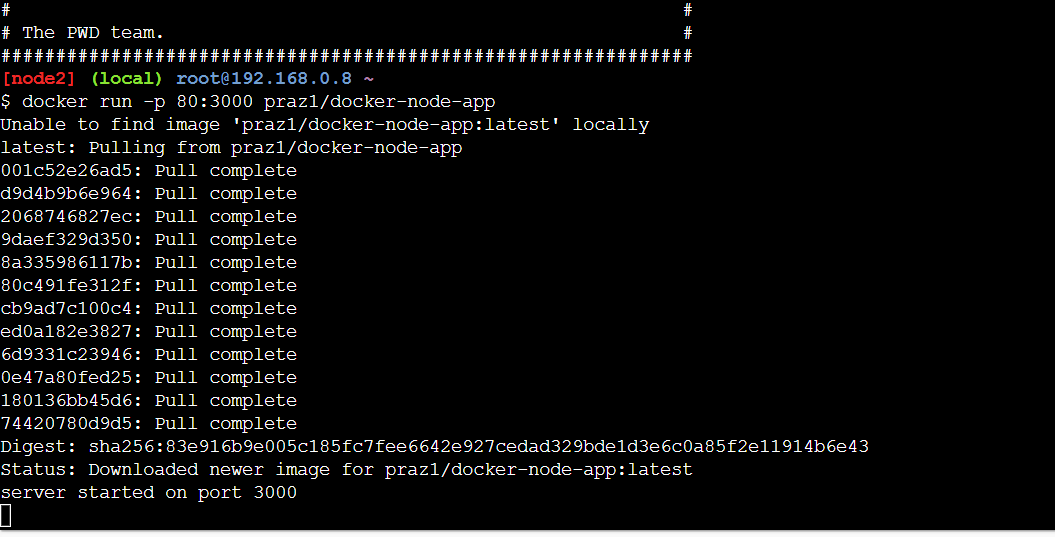 #                                                              #
# The PWD team.                                                #
###############################################################
[node2] (local) root@192.168.0.8 ~
$ docker run -p 80:3000 praz1/docker-node-app
Unable to find image 'praz1/docker-node-app:latest' locally
latest: Pulling from praz1/docker-node-app
001c52e26ad5: Pull complete
d9d4b9b6e964: Pull complete
2068746827ec: Pull complete
9daef329d350: Pull complete
8a335986117b: Pull complete
80c491fe312f: Pull complete
cb9ad7c100c4: Pull complete
ed0a182e3827: Pull complete
6d9331c23946: Pull complete
0e47a80fed25: Pull complete
180136bb45d6: Pull complete
74420780d9d5: Pull complete
Digest: sha256:83e916b9e005c185fc7fee6642e927cedad329bde1d3e6c0a85f2e11914b6e43
Status: Downloaded newer image for praz1/docker-node-app:latest
server started on port 3000